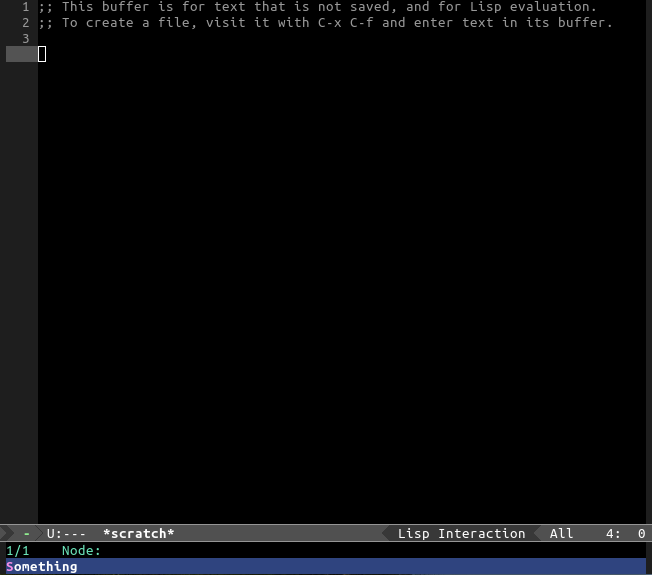 1 ;; This buffer is for text that is not saved, and for Lisp evaluation.
2 ;; To create a file, visit it with C-x C-f and enter text in its buffer.
3
- U:--- *scratch* Lisp Interaction All 4: 0
1/1 Node:
Something